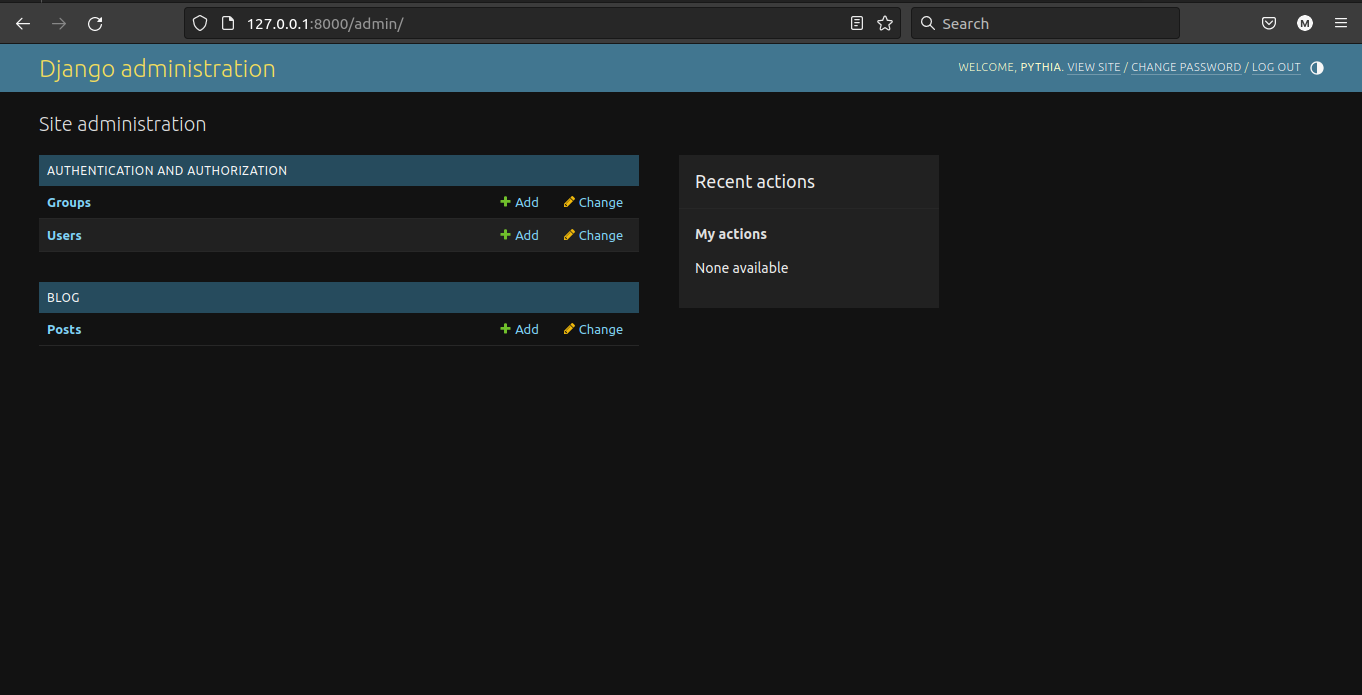 127.0.0.1:8000/admin/
Search
M
Django administration
WELCOME, PYTHIA. VIEW SITE / CHANGE PASSWORD / LOG OUT
Site administration
AUTHENTICATION AND AUTHORIZATION
Groups Add Change
Users Add Change
BLOG
Posts Add Change
Recent actions
My actions
None available